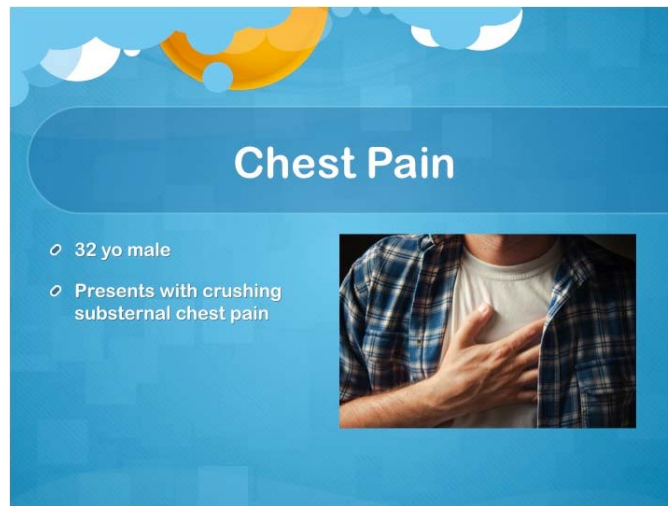 Chest Pain
32 yo male
Presents with crushing
substernal chest pain